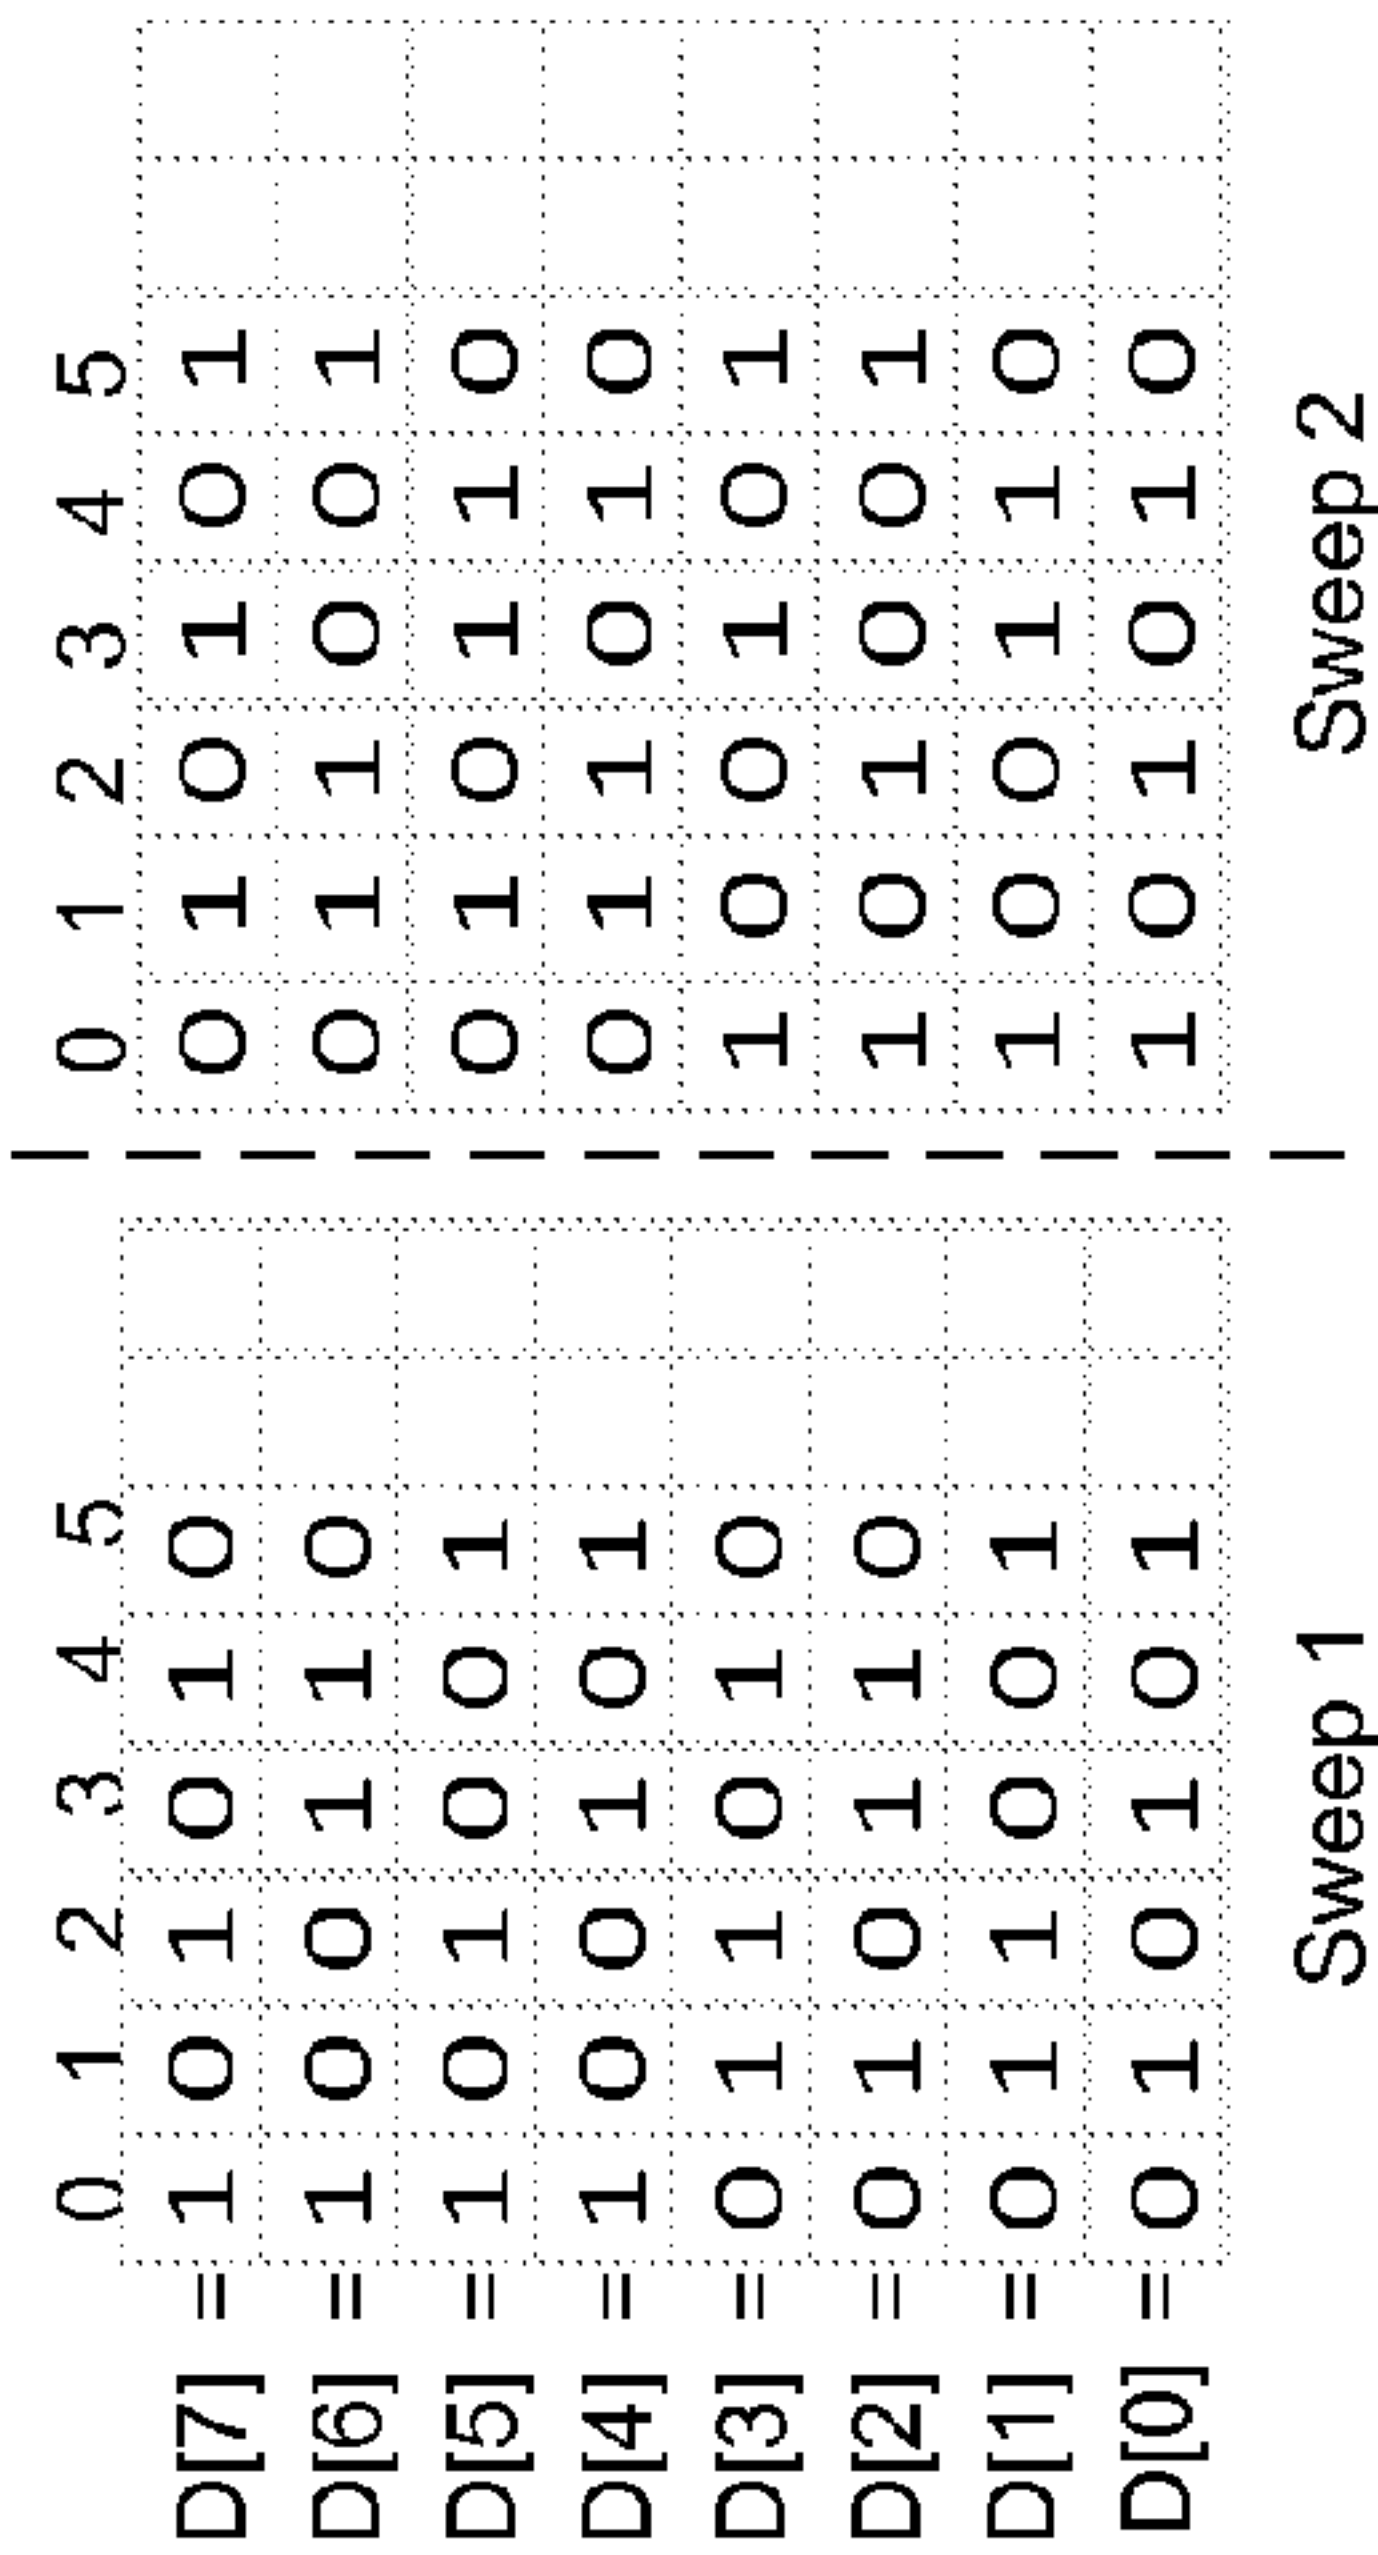 0 1 2 3 4 5 0 1 2 3 4 5
D[7] = 1 0 1 0 1 0 0 1 0 1 0 1
D[6] = 1 0 0 1 1 0 0 1 1 0 0 1
D[5] = 1 0 1 0 0 1 0 1 0 1 1 0
D[4] = 1 0 0 1 0 1 0 1 1 0 1 0
D[3] = 0 1 1 0 1 0 1 0 0 1 0 1
D[2] = 0 1 0 1 1 0 1 0 1 0 0 1
D[1] = 0 1 1 0 0 1 1 0 0 1 1 0
D[0] = 0 1 0 1 0 1 1 0 1 0 1 0
Sweep 1 Sweep 2